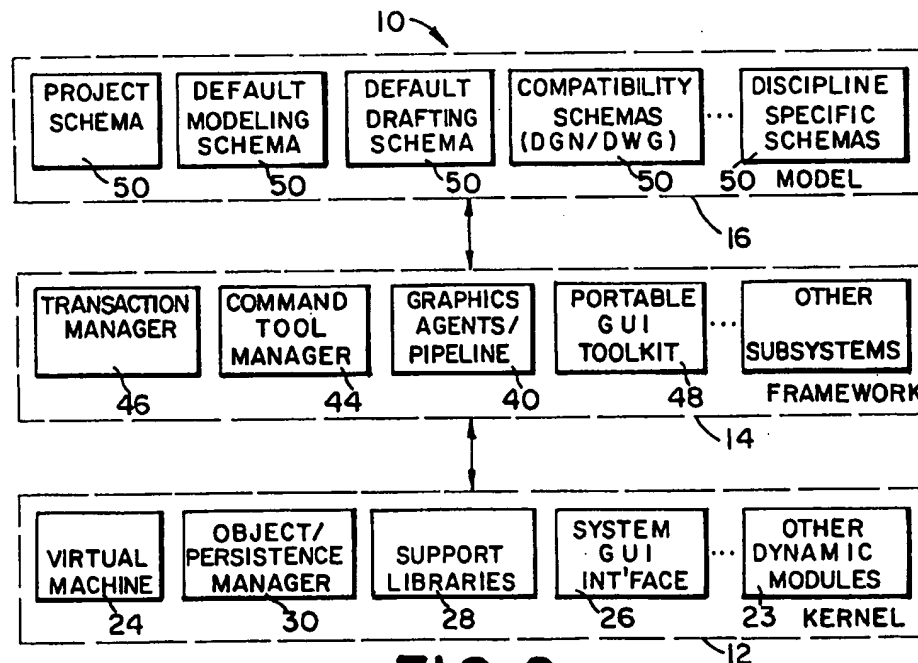 10
PROJECT
SCHEMA
50
DEFAULT
MODELING
SCHEMA
50
DEFAULT
DRAFTING
SCHEMA
50
COMPATIBILITY
SCHEMAS
(DGN/DWG)
50
...
DISCIPLINE
SPECIFIC
SCHEMAS
50
MODEL
16
TRANSACTION
MANAGER
46
COMMAND
TOOL
MANAGER
44
GRAPHICS
AGENTS/
PIPELINE
40
PORTABLE
GUI
TOOLKIT
48
...
OTHER
SUBSYSTEMS
FRAMEWORK
14
VIRTUAL
MACHINE
24
OBJECT/
PERSISTENCE
MANAGER
30
SUPPORT
LIBRARIES
28
SYSTEM
GUI
INT'FACE
26
...
OTHER
DYNAMIC
MODULES
23
KERNEL
12